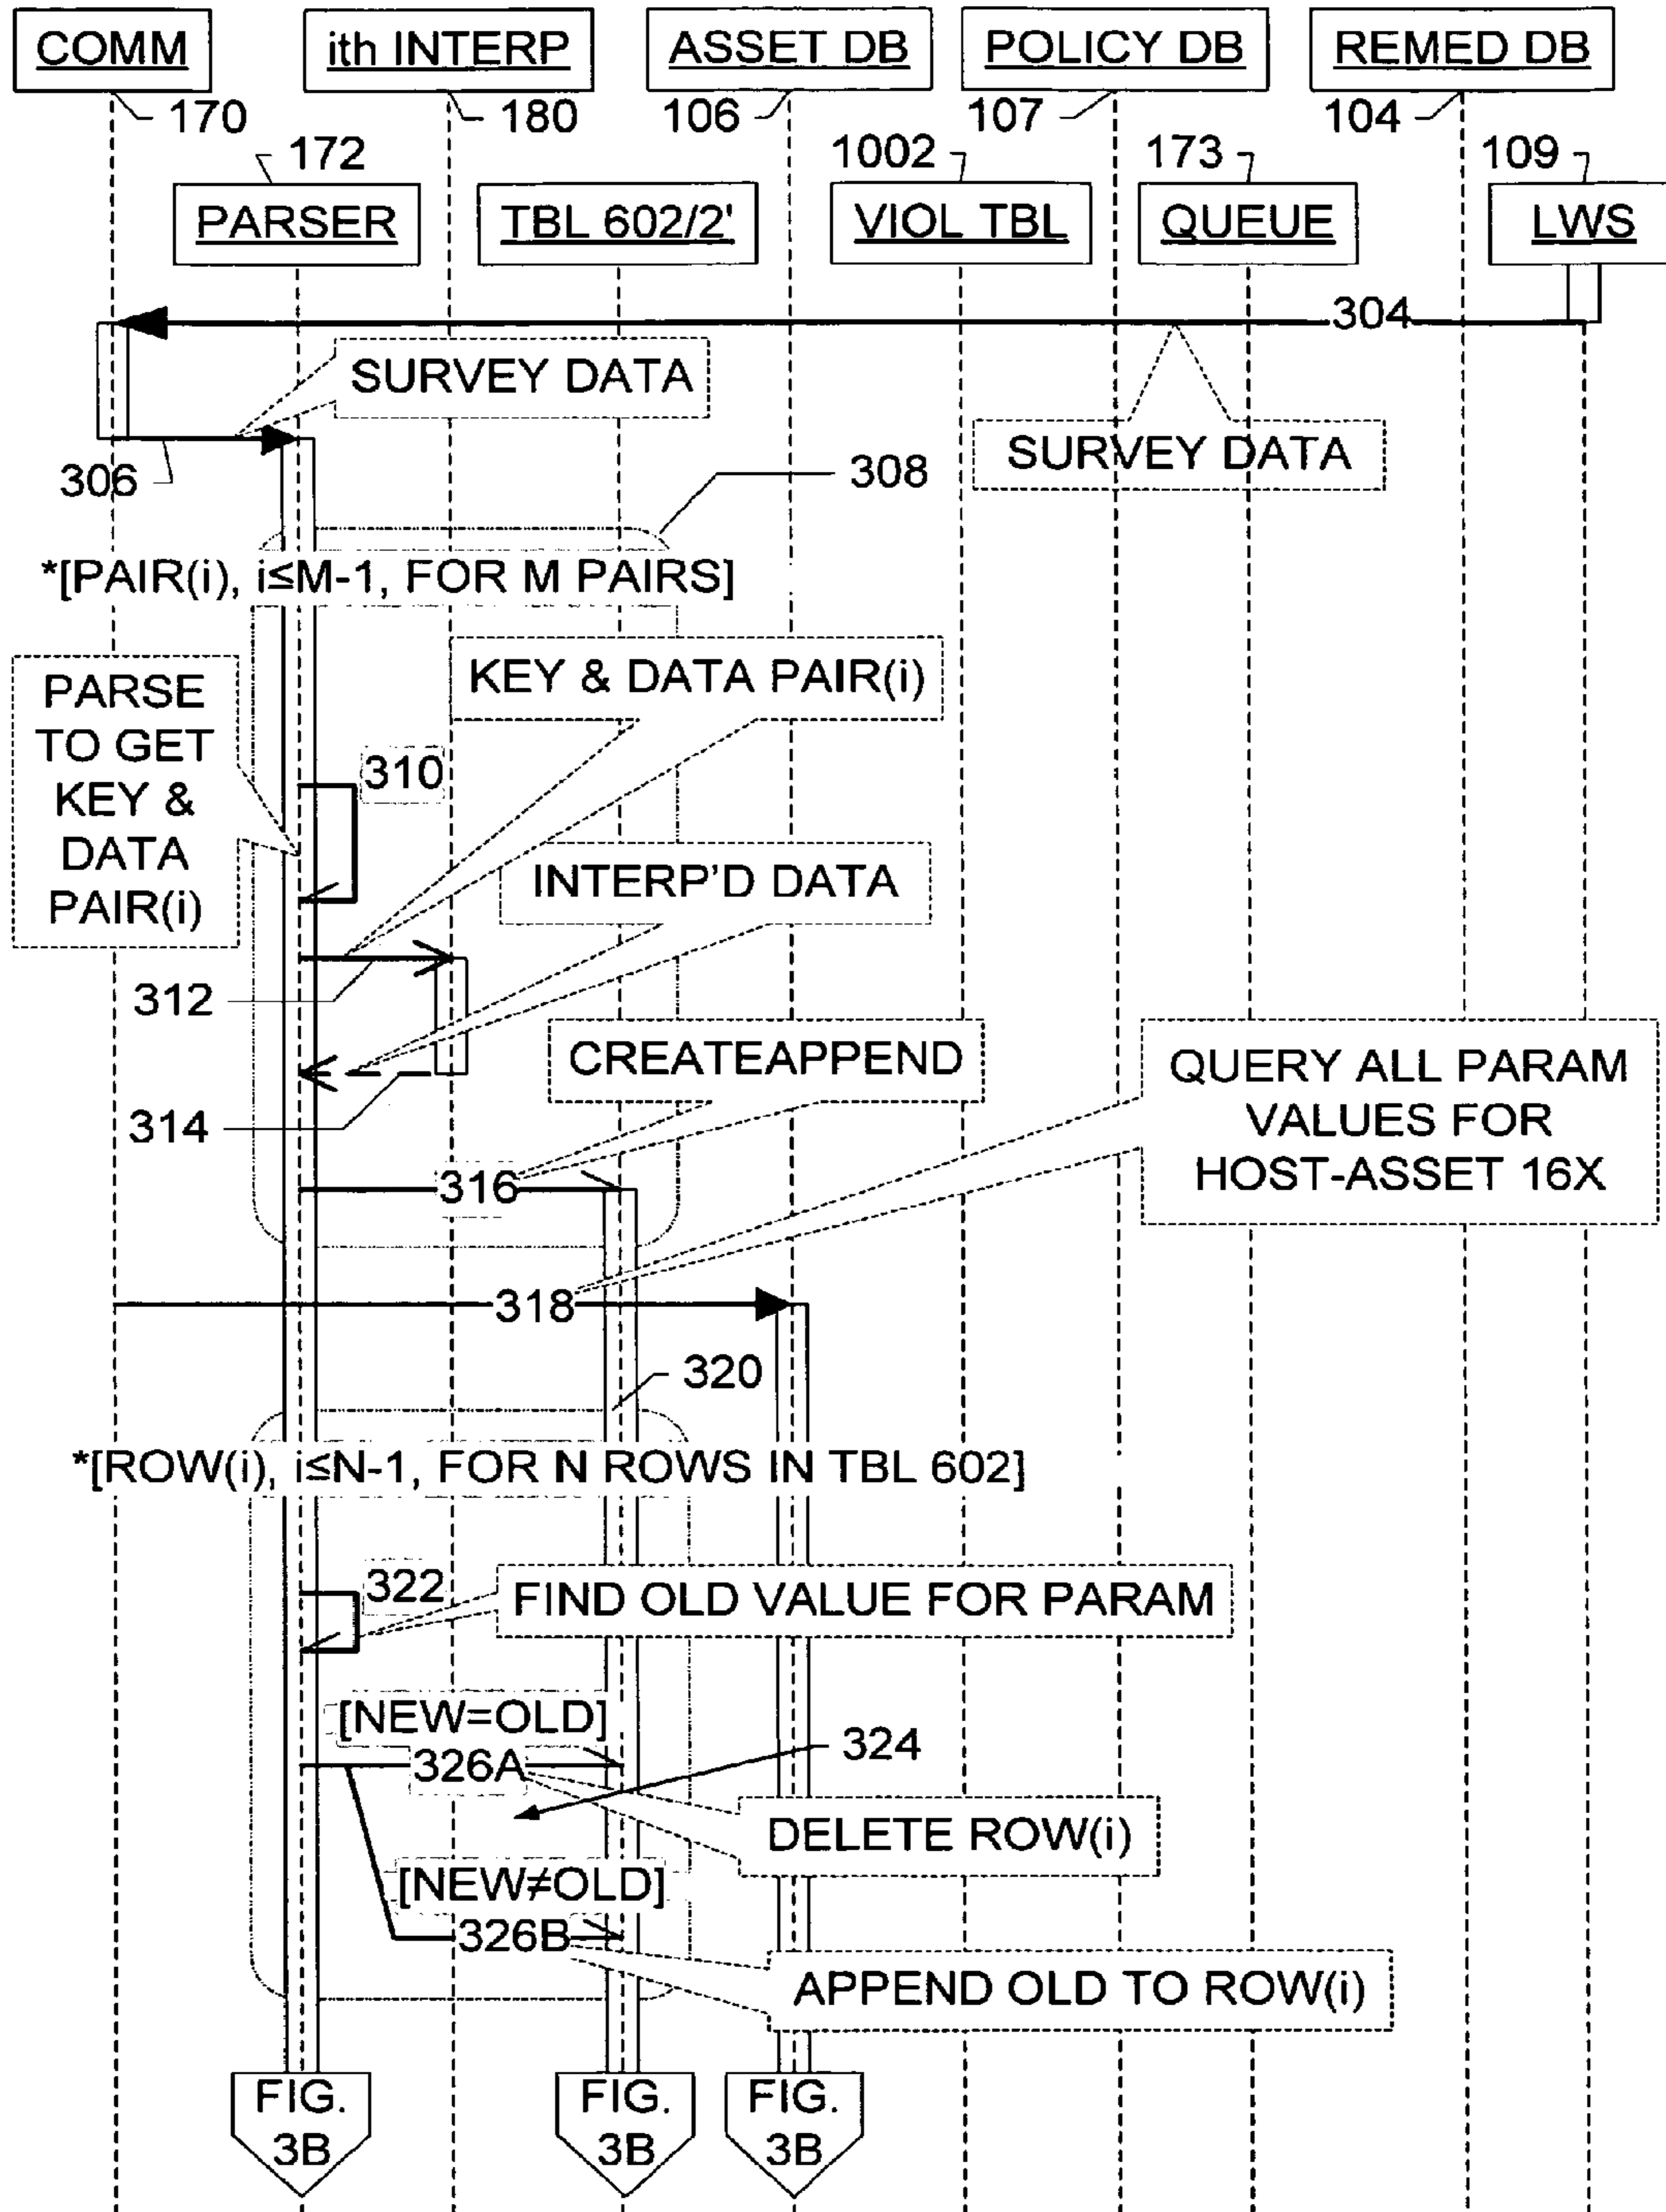 COMM
ith INTERP
ASSET DB
POLICY DB
REMED DB
170
180
106
107
104
172
1002
173
109
PARSER
TBL 602/2'
VIOL TBL
QUEUE
LWS
304
SURVEY DATA
SURVEY DATA
306
308
*[PAIR(i), i≤M-1, FOR M PAIRS]
PARSE
TO GET
KEY &
DATA
PAIR(i)
KEY & DATA PAIR(i)
310
INTERP'D DATA
312
CREATEAPPEND
314
QUERY ALL PARAM
VALUES FOR
HOST-ASSET 16X
316
318
320
*[ROW(i), i≤N-1, FOR N ROWS IN TBL 602]
322
FIND OLD VALUE FOR PARAM
[NEW=OLD]
326A
324
DELETE ROW(i)
[NEW≠OLD]
326B
APPEND OLD TO ROW(i)
FIG.
3B
FIG.
3B
FIG.
3B